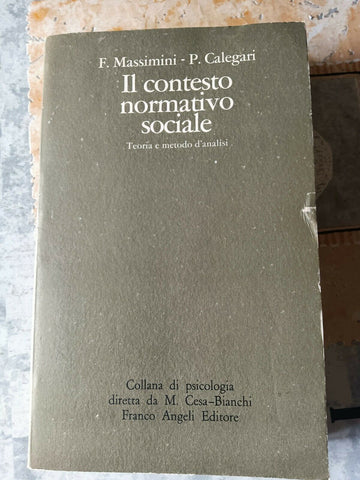 F. Massimini - P. Calegari
Il contesto
normativo
sociale
Teoria e metodo d'analisi
Collana di psicologia
diretta da M. Cesa-Bianchi
Franco Angeli Editore